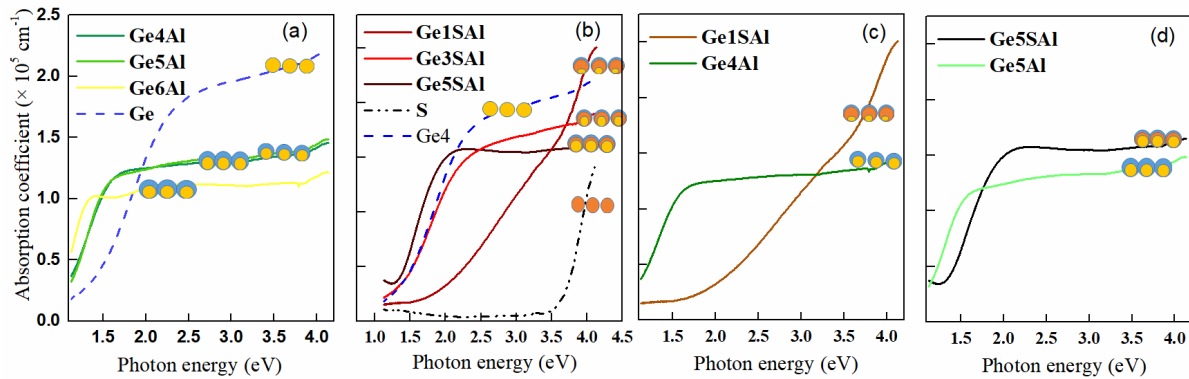 Absorption coefficient (× 10⁵ cm⁻¹)
2.5
2.0
1.5
1.0
0.5
0.0
(a)
Ge4Al
Ge5Al
Ge6Al
Ge
1.5 2.0 2.5 3.0 3.5 4.0
Photon energy (eV)
(b)
Ge1SAl
Ge3SAl
Ge5SAl
S
Ge4
1.0 1.5 2.0 2.5 3.0 3.5 4.0 4.5
Photon energy (eV)
(c)
Ge1SAl
Ge4Al
1.5 2.0 2.5 3.0 3.5 4.0
Photon energy (eV)
(d)
Ge5SAl
Ge5Al
1.5 2.0 2.5 3.0 3.5 4.0
Photon energy (eV)